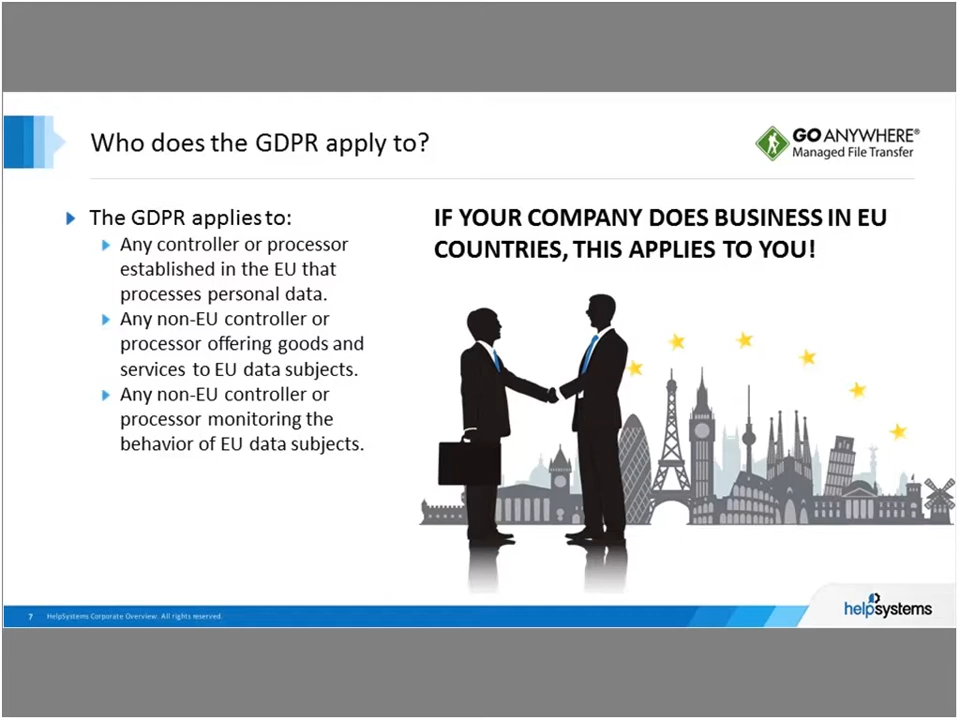 Who does the GDPR apply to?
GO ANYWHERE®
Managed File Transfer
The GDPR applies to:
Any controller or processor
established in the EU that
processes personal data.
Any non-EU controller or
processor offering goods and
services to EU data subjects.
Any non-EU controller or
processor monitoring the
behavior of EU data subjects.
IF YOUR COMPANY DOES BUSINESS IN EU
COUNTRIES, THIS APPLIES TO YOU!
7 HelpSystems Corporate Overview. All rights reserved.
helpsystems